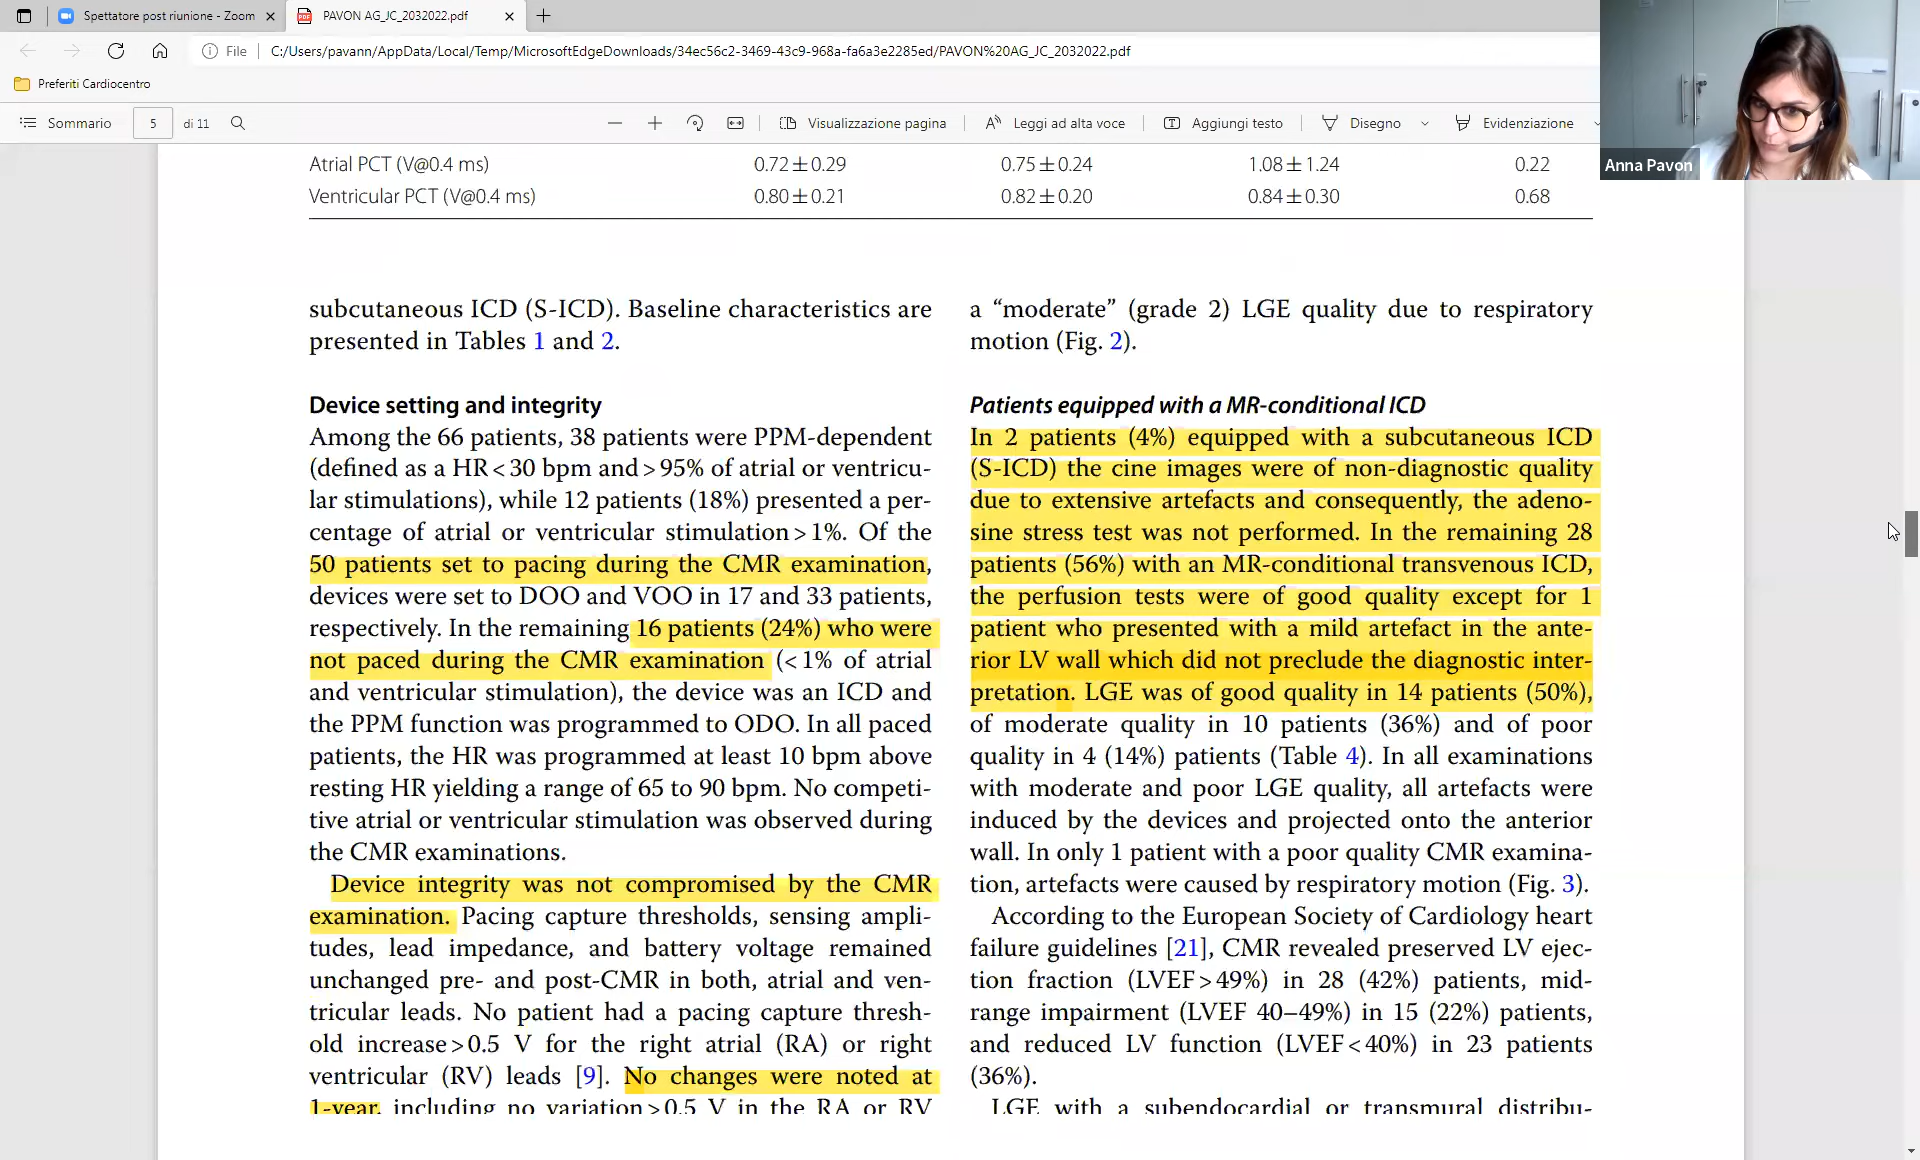 Spettatore post riunione - Zoom
PAVON AG_JC_2032022.pdf
File
C:/Users/pavann/AppData/Local/Temp/MicrosoftEdgeDownloads/34ec56c2-3469-43c9-968a-fa6a3e2285ed/PAVON%20AG_JC_2032022.pdf
Preferiti Cardiocentro
Sommario
5
di 11
Visualizzazione pagina
Leggi ad alta voce
Aggiungi testo
Disegno
Evidenziazione
Anna Pavon
Atrial PCT (V@0.4 ms) 0.72±0.29 0.75±0.24 1.08±1.24 0.22
Ventricular PCT (V@0.4 ms) 0.80±0.21 0.82±0.20 0.84±0.30 0.68
subcutaneous ICD (S-ICD). Baseline characteristics are
presented in Tables 1 and 2.
Device setting and integrity
Among the 66 patients, 38 patients were PPM-dependent
(defined as a HR<30 bpm and>95% of atrial or ventricu-
lar stimulations), while 12 patients (18%) presented a per-
centage of atrial or ventricular stimulation>1%. Of the
50 patients set to pacing during the CMR examination,
devices were set to DOO and VOO in 17 and 33 patients,
respectively. In the remaining 16 patients (24%) who were
not paced during the CMR examination (<1% of atrial
and ventricular stimulation), the device was an ICD and
the PPM function was programmed to ODO. In all paced
patients, the HR was programmed at least 10 bpm above
resting HR yielding a range of 65 to 90 bpm. No competi-
tive atrial or ventricular stimulation was observed during
the CMR examinations.
Device integrity was not compromised by the CMR
examination. Pacing capture thresholds, sensing ampli-
tudes, lead impedance, and battery voltage remained
unchanged pre- and post-CMR in both, atrial and ven-
tricular leads. No patient had a pacing capture thresh-
old increase>0.5 V for the right atrial (RA) or right
ventricular (RV) leads [9]. No changes were noted at
1-year, including no variation>0.5 V in the RA or RV
a “moderate” (grade 2) LGE quality due to respiratory
motion (Fig. 2).
Patients equipped with a MR-conditional ICD
In 2 patients (4%) equipped with a subcutaneous ICD
(S-ICD) the cine images were of non-diagnostic quality
due to extensive artefacts and consequently, the adeno-
sine stress test was not performed. In the remaining 28
patients (56%) with an MR-conditional transvenous ICD,
the perfusion tests were of good quality except for 1
patient who presented with a mild artefact in the ante-
rior LV wall which did not preclude the diagnostic inter-
pretation. LGE was of good quality in 14 patients (50%),
of moderate quality in 10 patients (36%) and of poor
quality in 4 (14%) patients (Table 4). In all examinations
with moderate and poor LGE quality, all artefacts were
induced by the devices and projected onto the anterior
wall. In only 1 patient with a poor quality CMR examina-
tion, artefacts were caused by respiratory motion (Fig. 3).
According to the European Society of Cardiology heart
failure guidelines [21], CMR revealed preserved LV ejec-
tion fraction (LVEF>49%) in 28 (42%) patients, mid-
range impairment (LVEF 40–49%) in 15 (22%) patients,
and reduced LV function (LVEF<40%) in 23 patients
(36%).
LGE with a subendocardial or transmural distribu-